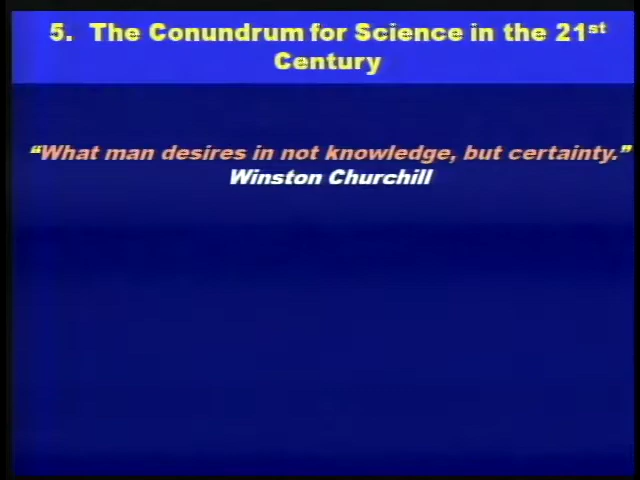 5. The Conundrum for Science in the 21st
Century
“What man desires in not knowledge, but certainty.”
Winston Churchill